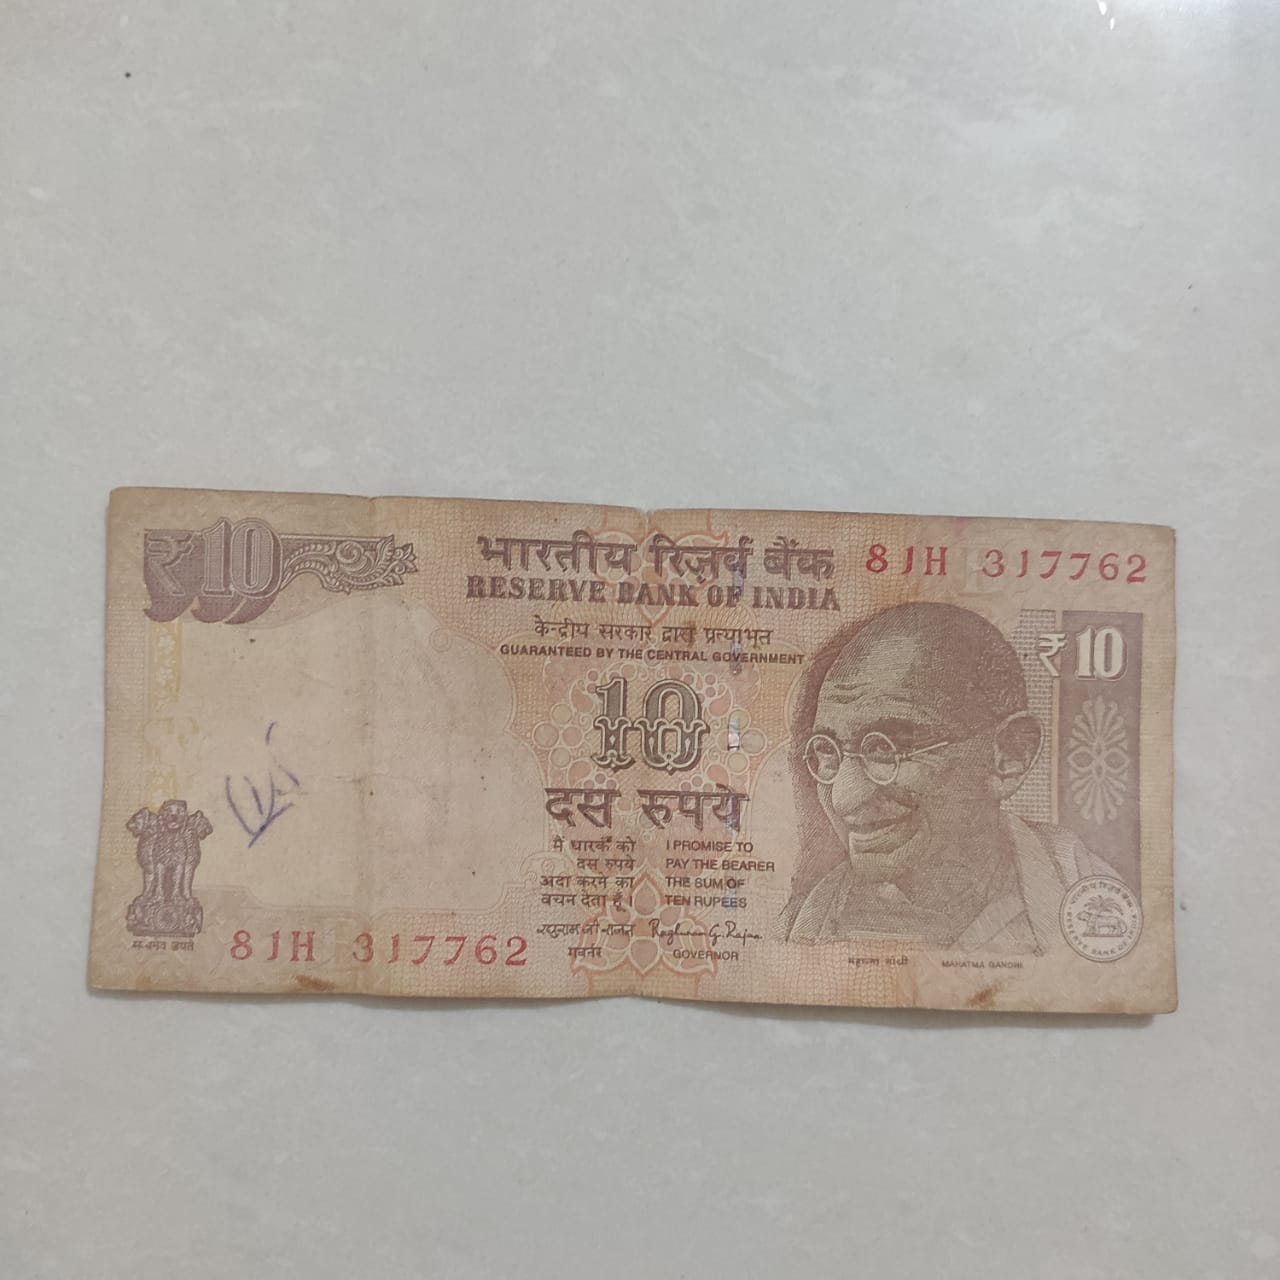 ₹10
भारतीय रिज़र्व बैंक
RESERVE BANK OF INDIA
81H 317762
केन्द्रीय सरकार द्वारा प्रत्याभूत
GUARANTEED BY THE CENTRAL GOVERNMENT
₹10
10
दस रुपये
मैं धारक को
दस रुपये
अदा करने का
वचन देता हूँ।
I PROMISE TO
PAY THE BEARER
THE SUM OF
TEN RUPEES
रघुराम जी राजन
Raghuram G. Rajan
गवर्नर
GOVERNOR
सत्यमेव जयते
81H 317762
महात्मा गांधी
MAHATMA GANDHI
भारतीय रिज़र्व बैंक
RESERVE BANK OF INDIA